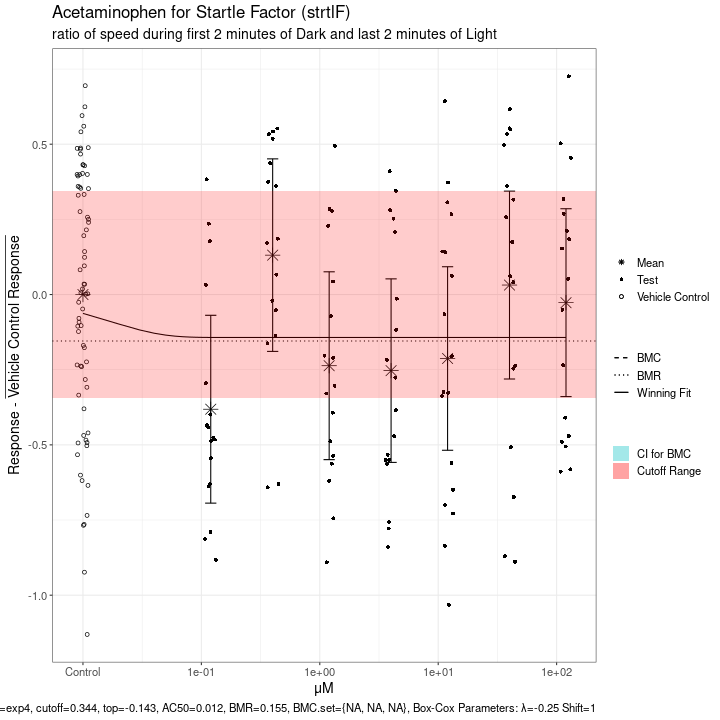 Acetaminophen for Startle Factor (strtlF)
ratio of speed during first 2 minutes of Dark and last 2 minutes of Light
Response - Vehicle Control Response
0.5
0.0
-0.5
-1.0
Control
1e-01
1e+00
1e+01
1e+02
μM
Mean
Test
Vehicle Control
BMC
BMR
Winning Fit
CI for BMC
Cutoff Range
=exp4, cutoff=0.344, top=-0.143, AC50=0.012, BMR=0.155, BMC.set={NA, NA, NA}, Box-Cox Parameters: λ=-0.25 Shift=1